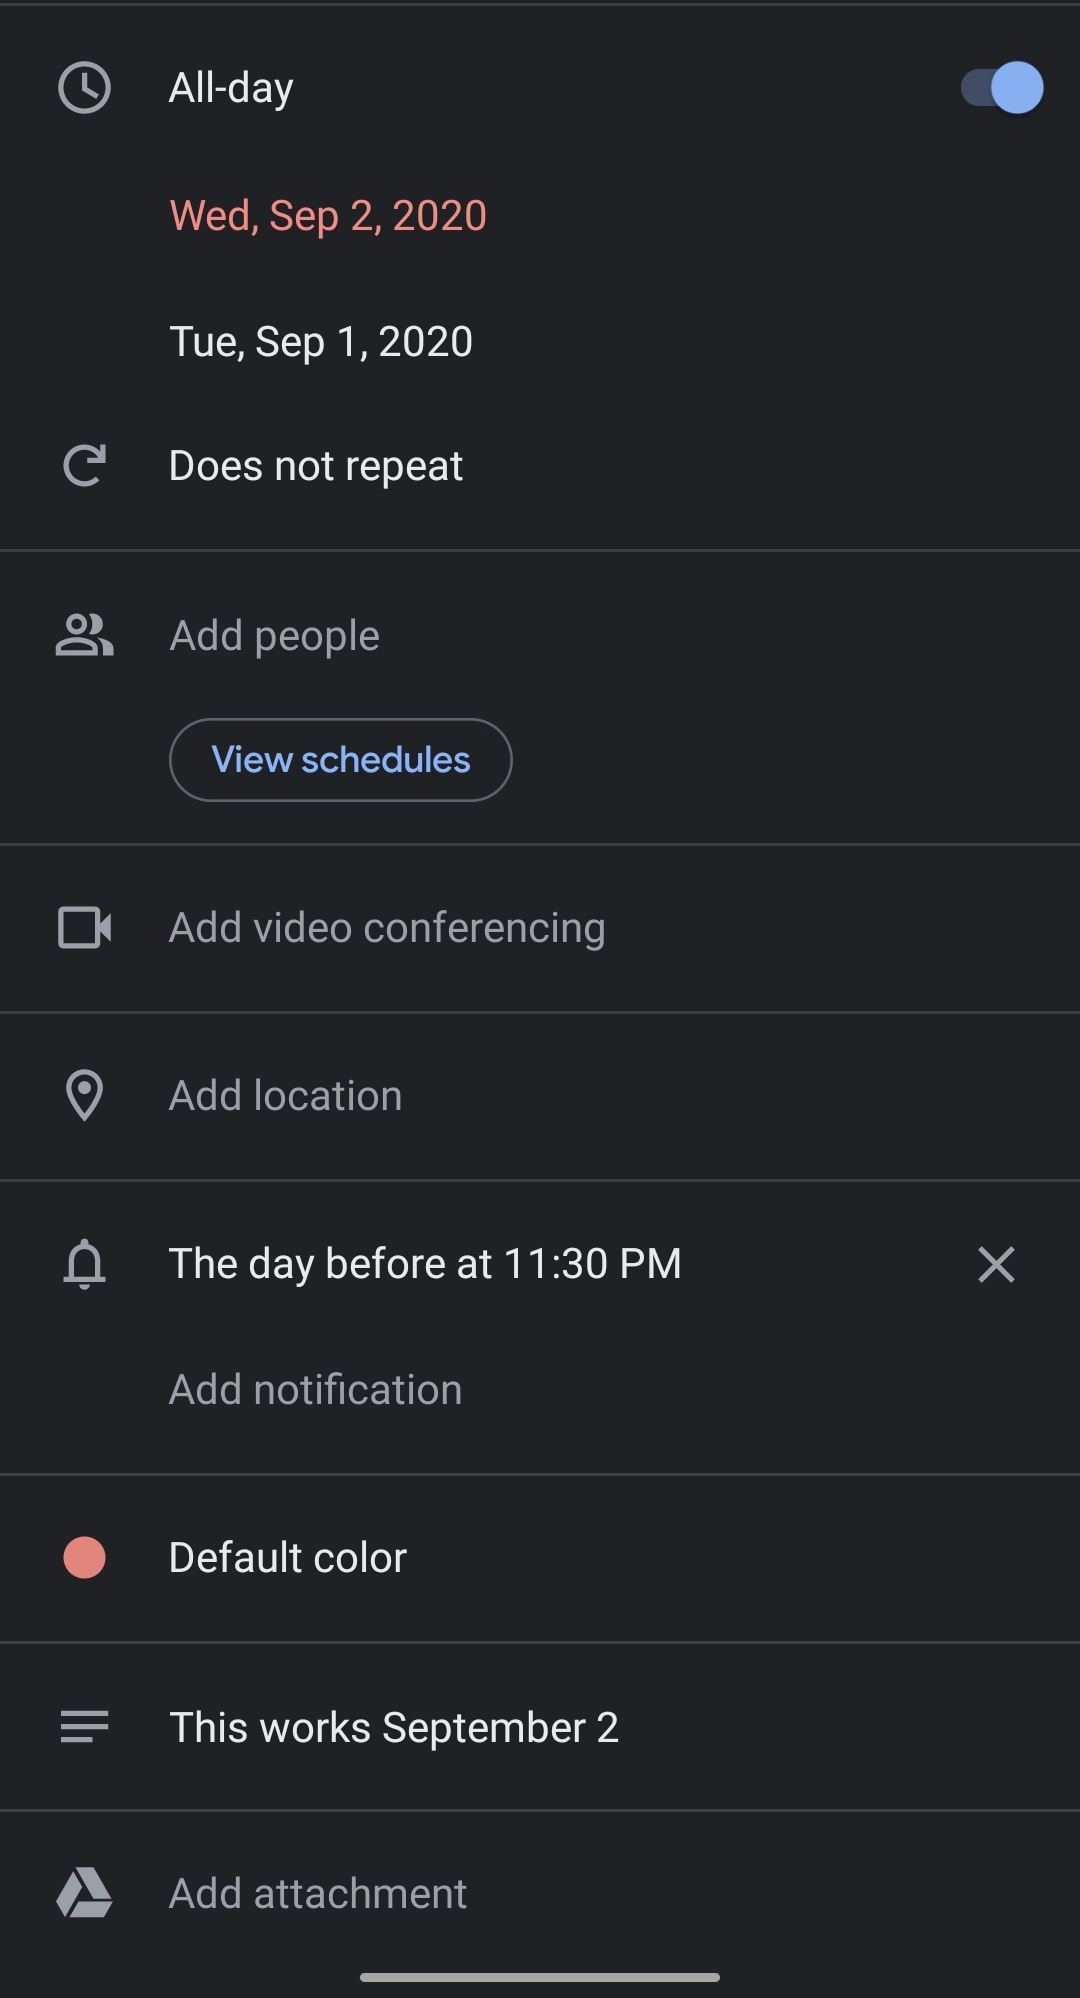 All-day
Wed, Sep 2, 2020
Tue, Sep 1, 2020
Does not repeat
Add people
View schedules
Add video conferencing
Add location
The day before at 11:30 PM
Add notification
Default color
This works September 2
Add attachment